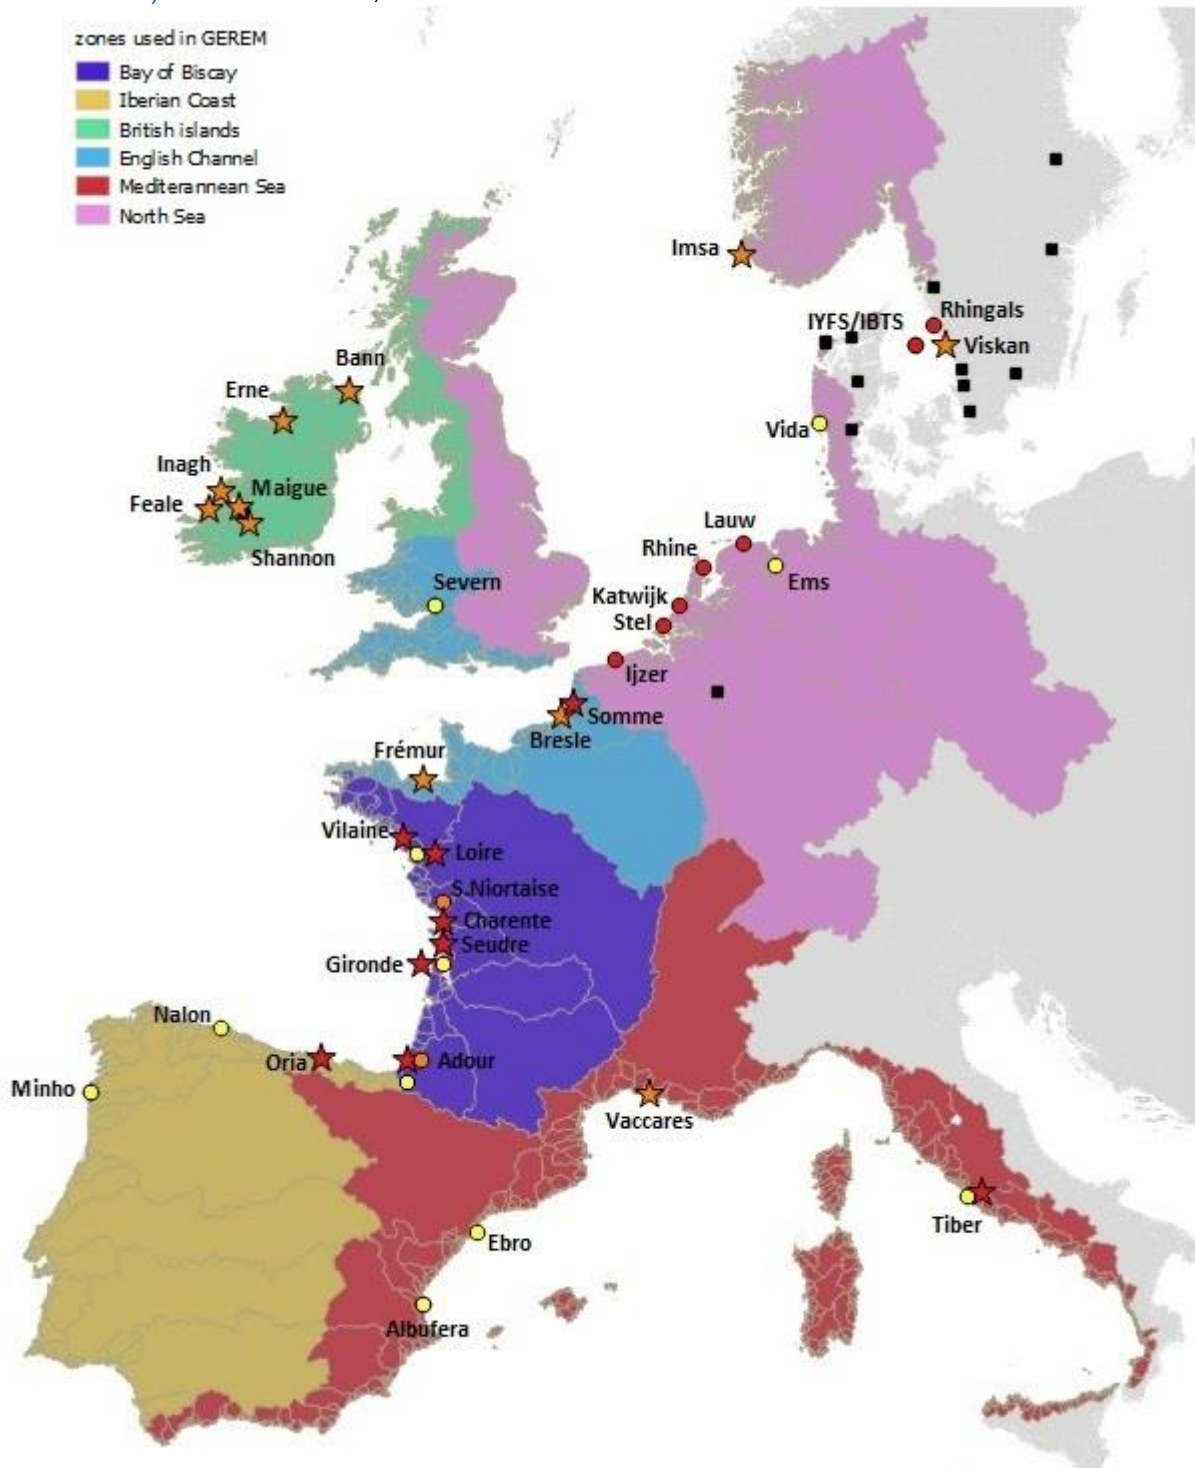 zones used in GEREM
Bay of Biscay
Iberian Coast
British islands
English Channel
Mediterannean Sea
North Sea
Imsa
Rhingals
IYFS/IBTS
Viskan
Bann
Erne
Vida
Inagh
Maigue
Feale
Lauw
Shannon
Rhine
Severn
Ems
Katwijk
Stel
Ijzer
Somme
Bresle
Frémur
Vilaine
Loire
S.Niortaise
Charente
Seudre
Gironde
Nalon
Oria
Adour
Minho
Vaccares
Tiber
Ebro
Albufera